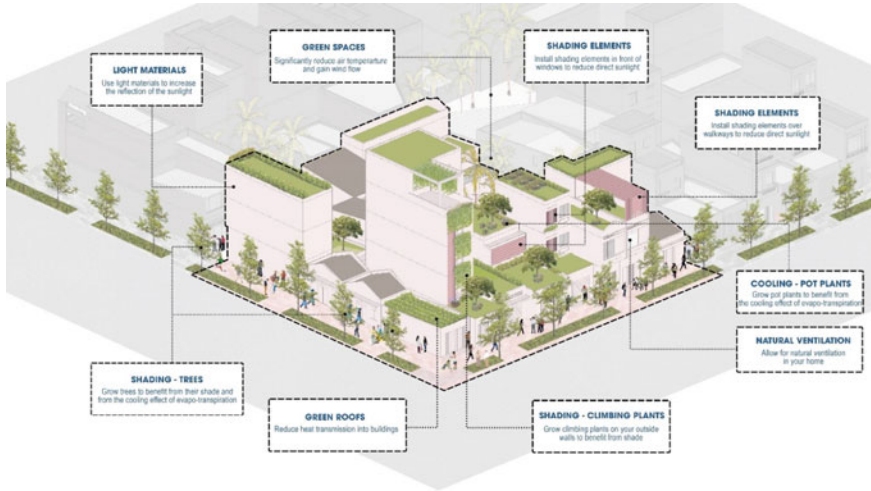 GREEN SPACES
Significantly reduce air temperature
and gain wind flow
SHADING ELEMENTS
Install shading elements in front of
windows to reduce direct sunlight
LIGHT MATERIALS
Use light materials to increase
the reflection of the sunlight
SHADING ELEMENTS
Install shading elements over
walkways to reduce direct sunlight
COOLING - POT PLANTS
Grow pot plants to benefit from
the cooling effect of evapo-transpiration
NATURAL VENTILATION
Allow for natural ventilation
in your home
SHADING - TREES
Grow trees to benefit from their shade and
from the cooling effect of evapo-transpiration
GREEN ROOFS
Reduce heat transmission into buildings
SHADING - CLIMBING PLANTS
Grow climbing plants on your outside
walls to benefit from shade